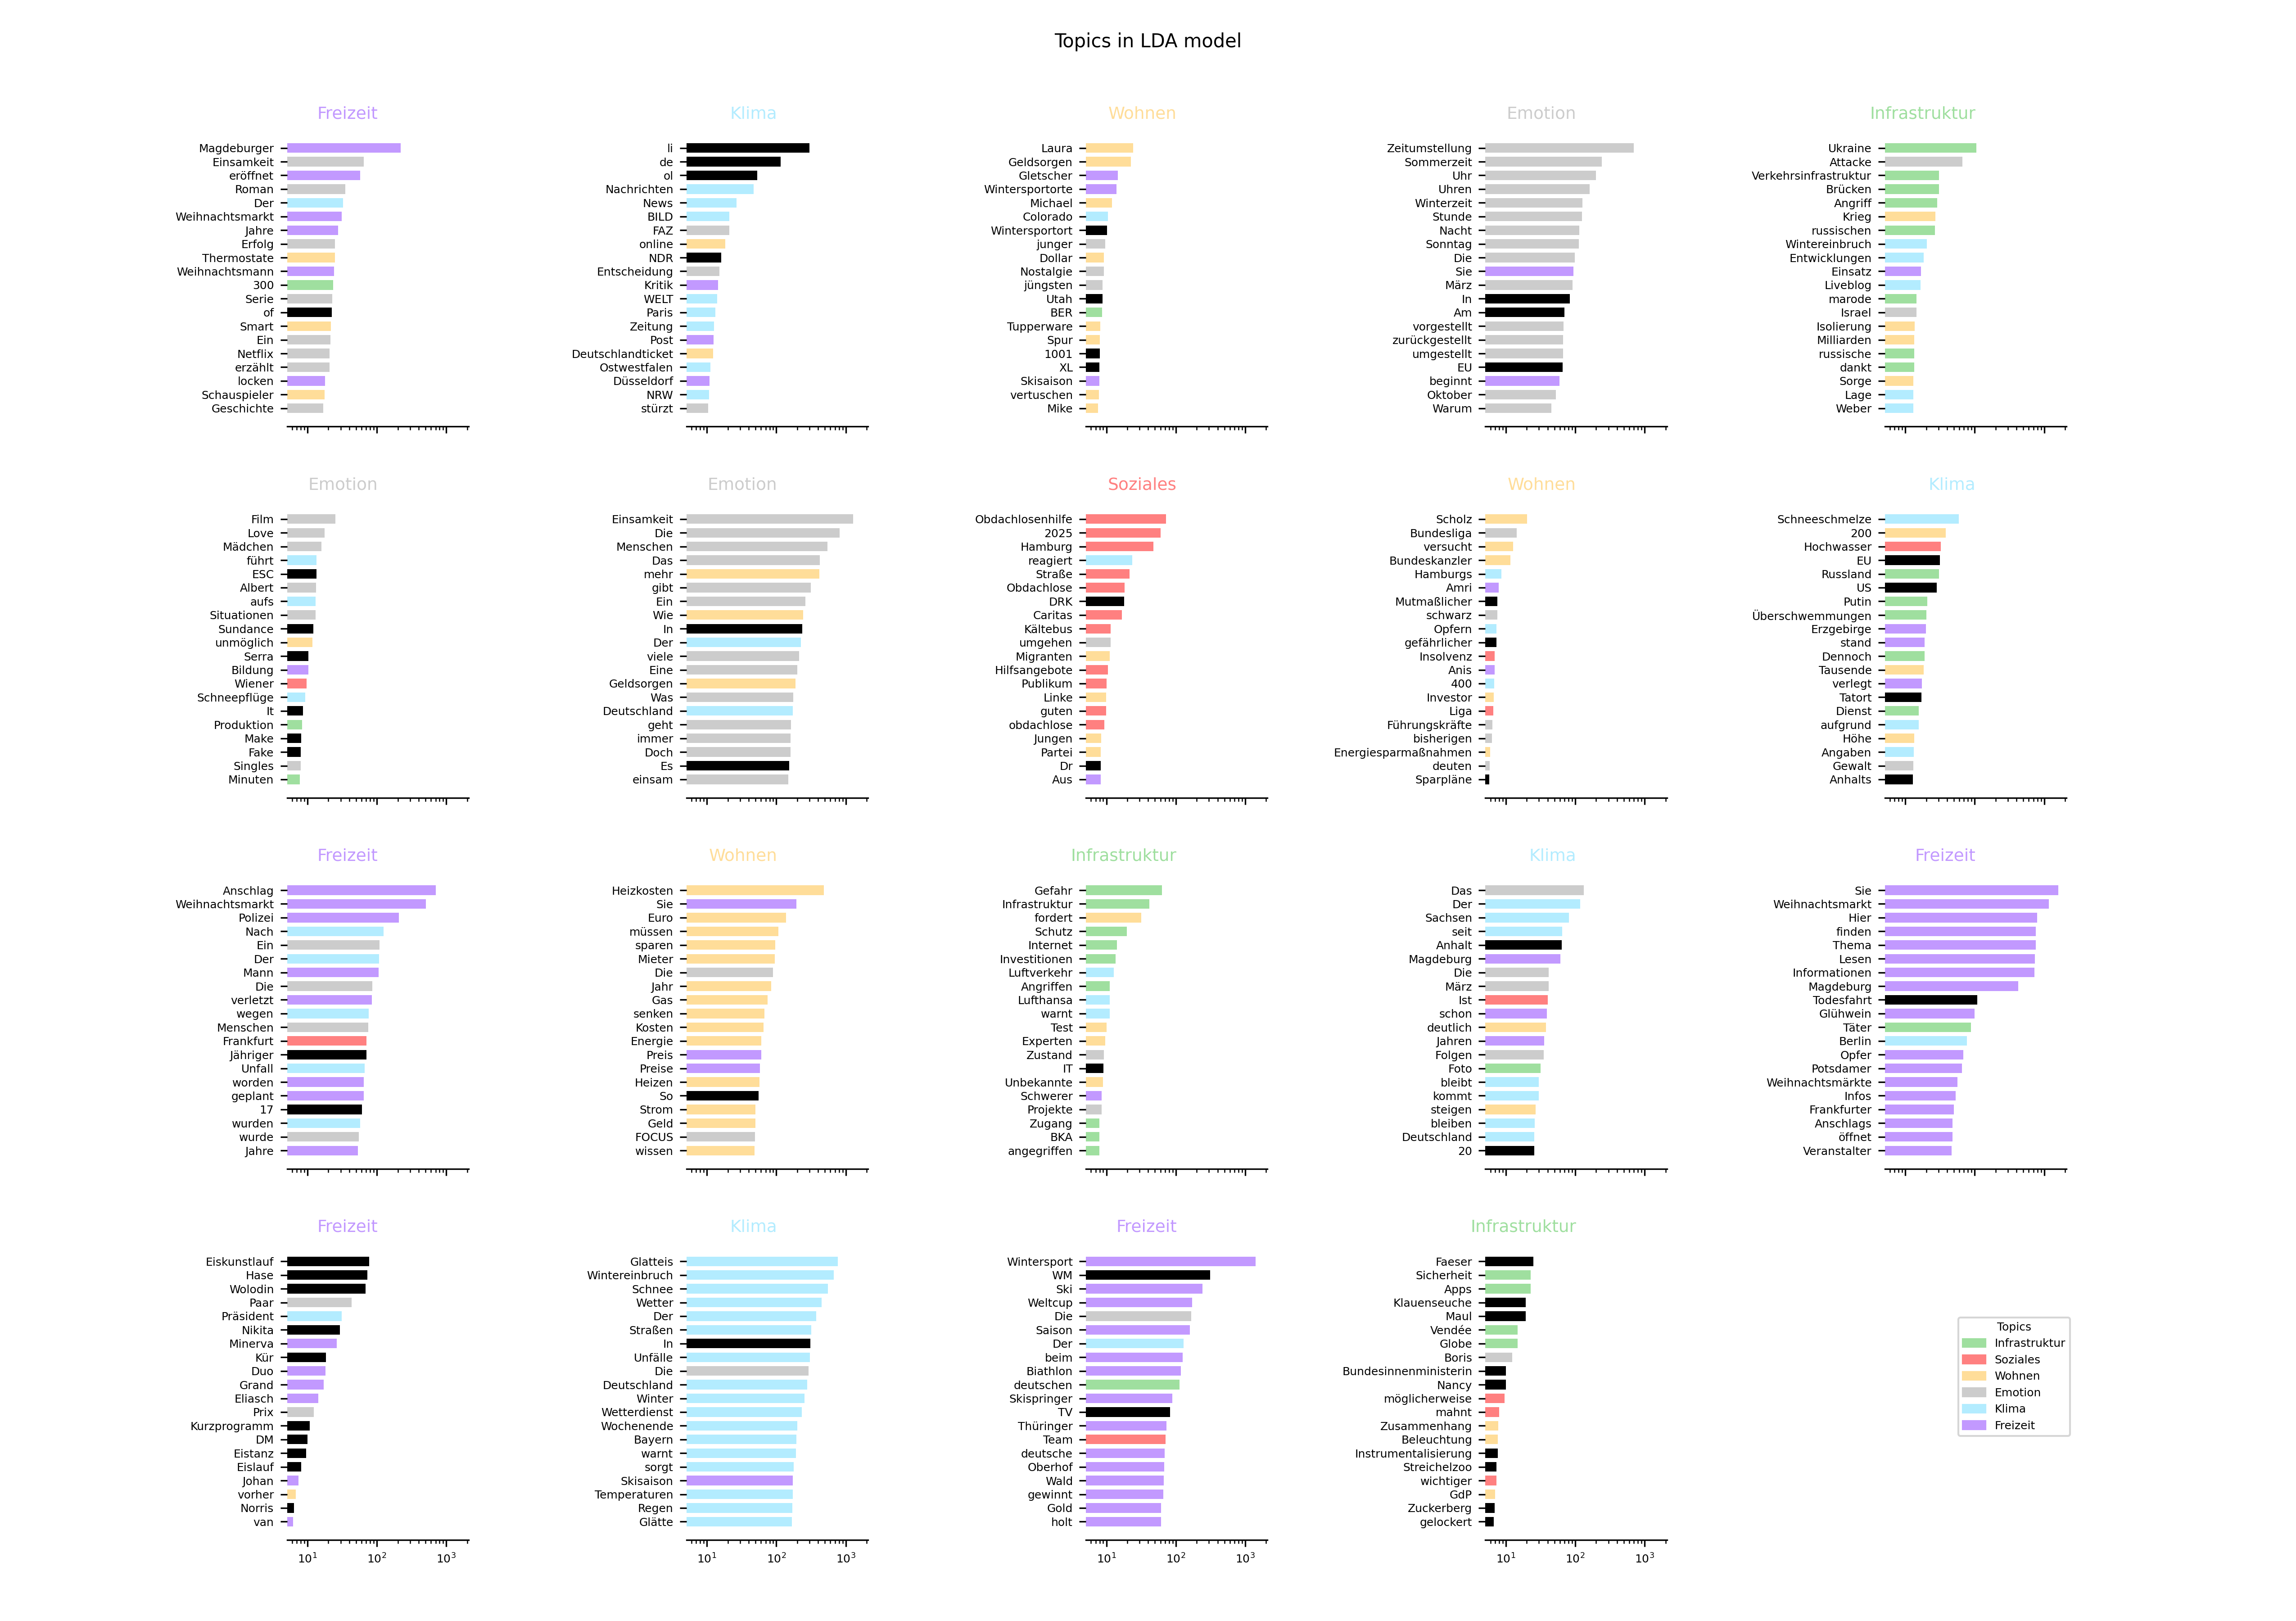 Topics in LDA model
Freizeit
Magdeburger
Einsamkeit
eröffnet
Roman
Der
Weihnachtsmarkt
Jahre
Erfolg
Thermostate
Weihnachtsmann
300
Serie
of
Smart
Ein
Netflix
erzählt
locken
Schauspieler
Geschichte
Klima
li
de
ol
Nachrichten
News
BILD
FAZ
online
NDR
Entscheidung
Kritik
WELT
Paris
Zeitung
Post
Deutschlandticket
Ostwestfalen
Düsseldorf
NRW
stürzt
Wohnen
Laura
Geldsorgen
Gletscher
Wintersportorte
Michael
Colorado
Wintersportort
junger
Dollar
Nostalgie
jüngsten
Utah
BER
Tupperware
Spur
1001
XL
Skisaison
vertuschen
Mike
Emotion
Zeitumstellung
Sommerzeit
Uhr
Uhren
Winterzeit
Stunde
Nacht
Sonntag
Die
Sie
März
In
Am
vorgestellt
zurückgestellt
umgestellt
EU
beginnt
Oktober
Warum
Infrastruktur
Ukraine
Attacke
Verkehrsinfrastruktur
Brücken
Angriff
Krieg
russischen
Wintereinbruch
Entwicklungen
Einsatz
Liveblog
marode
Israel
Isolierung
Milliarden
russische
dankt
Sorge
Lage
Weber
Emotion
Film
Love
Mädchen
führt
ESC
Albert
aufs
Situationen
Sundance
unmöglich
Serra
Bildung
Wiener
Schneepflüge
It
Produktion
Make
Fake
Singles
Minuten
Emotion
Einsamkeit
Die
Menschen
Das
mehr
gibt
Ein
Wie
In
Der
viele
Eine
Geldsorgen
Was
Deutschland
geht
immer
Doch
Es
einsam
Soziales
Obdachlosenhilfe
2025
Hamburg
reagiert
Straße
Obdachlose
DRK
Caritas
Kältebus
umgehen
Migranten
Hilfsangebote
Publikum
Linke
guten
obdachlose
Jungen
Partei
Dr
Aus
Wohnen
Scholz
Bundesliga
versucht
Bundeskanzler
Hamburgs
Amri
Mutmaßlicher
schwarz
Opfern
gefährlicher
Insolvenz
Anis
400
Investor
Liga
Führungskräfte
bisherigen
Energiesparmaßnahmen
deuten
Sparpläne
Klima
Schneeschmelze
200
Hochwasser
EU
Russland
US
Putin
Überschwemmungen
Erzgebirge
stand
Dennoch
Tausende
verlegt
Tatort
Dienst
aufgrund
Höhe
Angaben
Gewalt
Anhalts
Freizeit
Anschlag
Weihnachtsmarkt
Polizei
Nach
Ein
Der
Mann
Die
verletzt
wegen
Menschen
Frankfurt
Jähriger
Unfall
worden
geplant
17
wurden
wurde
Jahre
Wohnen
Heizkosten
Sie
Euro
müssen
sparen
Mieter
Die
Jahr
Gas
senken
Kosten
Energie
Preis
Preise
Heizen
So
Strom
Geld
FOCUS
wissen
Infrastruktur
Gefahr
Infrastruktur
fordert
Schutz
Internet
Investitionen
Luftverkehr
Angriffen
Lufthansa
warnt
Test
Experten
Zustand
IT
Unbekannte
Schwerer
Projekte
Zugang
BKA
angegriffen
Klima
Das
Der
Sachsen
seit
Anhalt
Magdeburg
Die
März
Ist
schon
deutlich
Jahren
Folgen
Foto
bleibt
kommt
steigen
bleiben
Deutschland
20
Freizeit
Sie
Weihnachtsmarkt
Hier
finden
Thema
Lesen
Informationen
Magdeburg
Todesfahrt
Glühwein
Täter
Berlin
Opfer
Potsdamer
Weihnachtsmärkte
Infos
Frankfurter
Anschlags
öffnet
Veranstalter
Freizeit
Eiskunstlauf
Hase
Wolodin
Paar
Präsident
Nikita
Minerva
Kür
Duo
Grand
Eliasch
Prix
Kurzprogramm
DM
Eistanz
Eislauf
Johan
vorher
Norris
van
10¹ 10² 10³
Klima
Glatteis
Wintereinbruch
Schnee
Wetter
Der
Straßen
In
Unfälle
Die
Deutschland
Winter
Wetterdienst
Wochenende
Bayern
warnt
sorgt
Skisaison
Temperaturen
Regen
Glätte
10¹ 10² 10³
Freizeit
Wintersport
WM
Ski
Weltcup
Die
Saison
Der
beim
Biathlon
deutschen
Skispringer
TV
Thüringer
Team
deutsche
Oberhof
Wald
gewinnt
Gold
holt
10¹ 10² 10³
Infrastruktur
Faeser
Sicherheit
Apps
Klauenseuche
Maul
Vendée
Globe
Boris
Bundesinnenministerin
Nancy
möglicherweise
mahnt
Zusammenhang
Beleuchtung
Instrumentalisierung
Streichelzoo
wichtiger
GdP
Zuckerberg
gelockert
10¹ 10² 10³
Topics
Infrastruktur
Soziales
Wohnen
Emotion
Klima
Freizeit